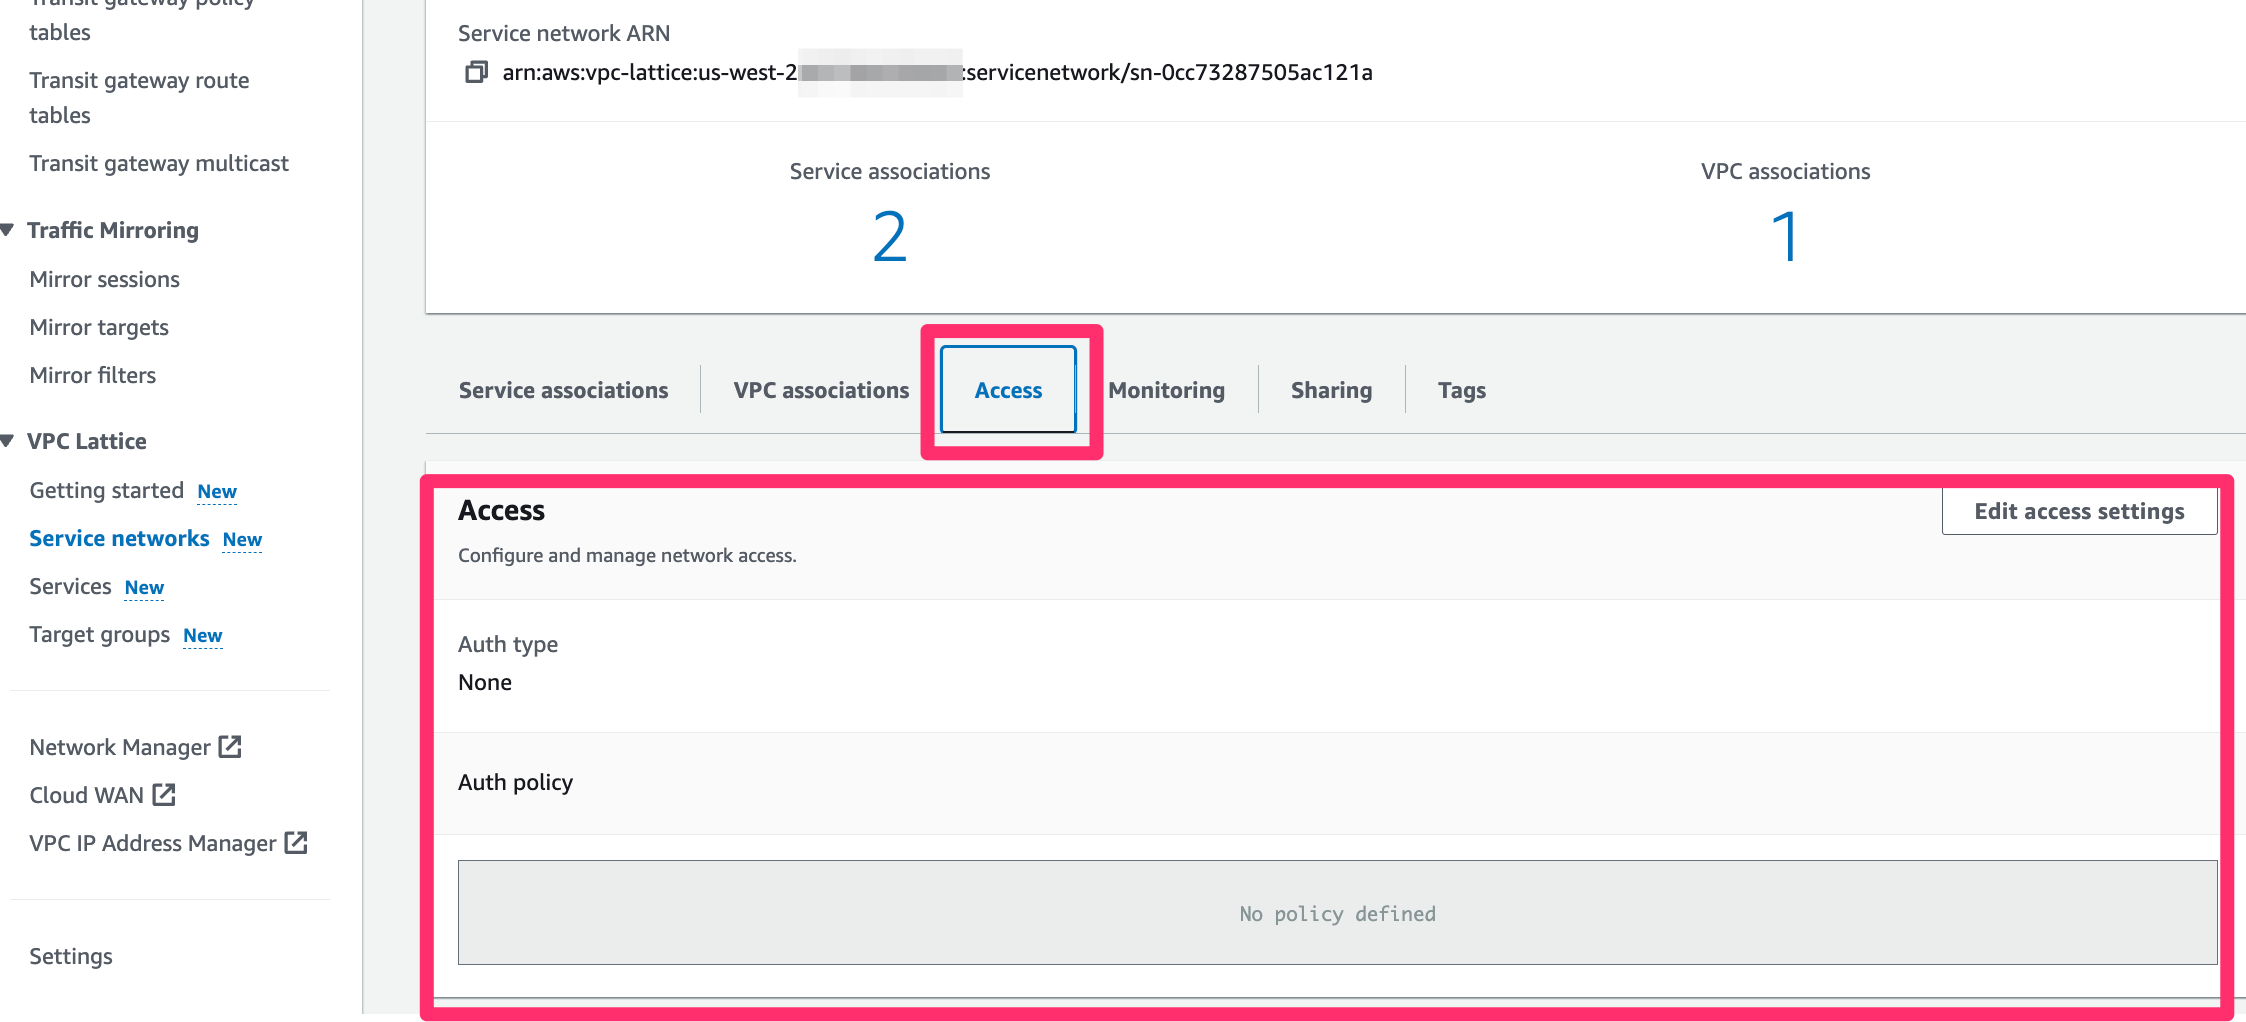 Transit gateway policy
tables
Transit gateway route
tables
Transit gateway multicast
Traffic Mirroring
Mirror sessions
Mirror targets
Mirror filters
VPC Lattice
Getting started New
Service networks New
Services New
Target groups New
Network Manager
Cloud WAN
VPC IP Address Manager
Settings
Service network ARN
arn:aws:vpc-lattice:us-west-2 :servicenetwork/sn-0cc73287505ac121a
Service associations
2
VPC associations
1
Service associations
VPC associations
Access
Monitoring
Sharing
Tags
Access
Edit access settings
Configure and manage network access.
Auth type
None
Auth policy
No policy defined